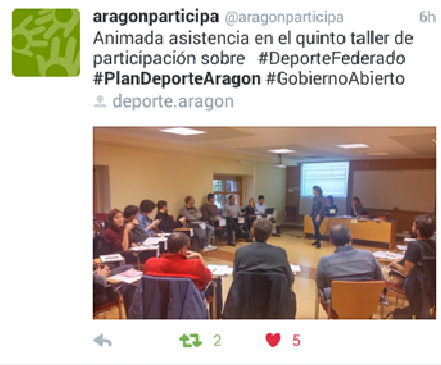 aragonparticipa @aragonparticipa 6h
Animada asistencia en el quinto taller de
participación sobre #DeporteFederado
#PlanDeporteAragon #GobiernoAbierto
deporte.aragon
2 5